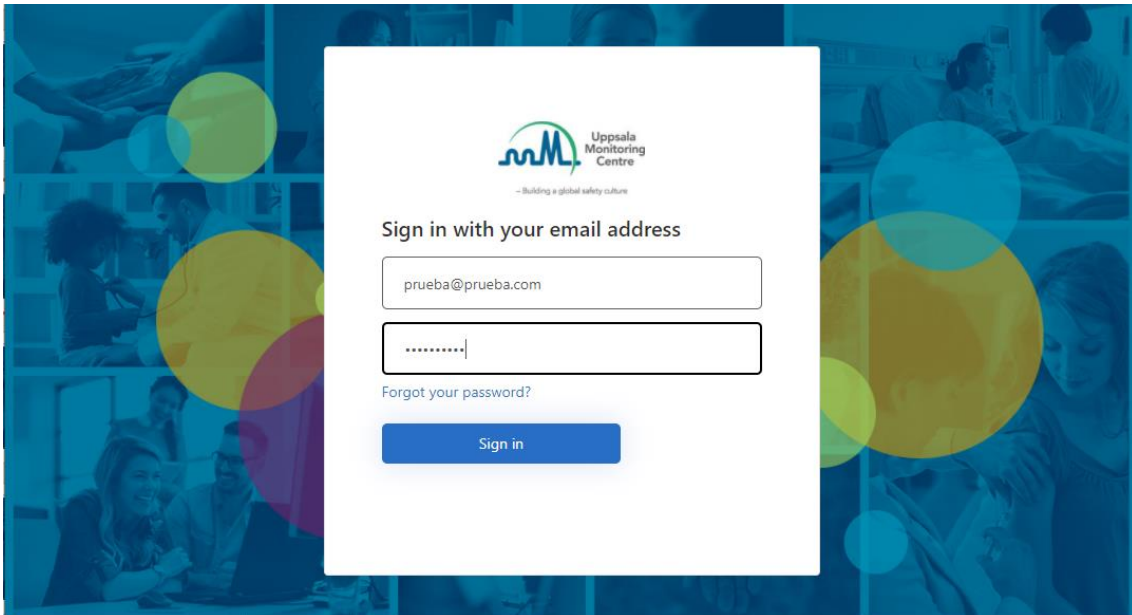 Uppsala
Monitoring
Centre
– Building a global safety culture
Sign in with your email address
prueba@prueba.com
••••••••••
Forgot your password?
Sign in